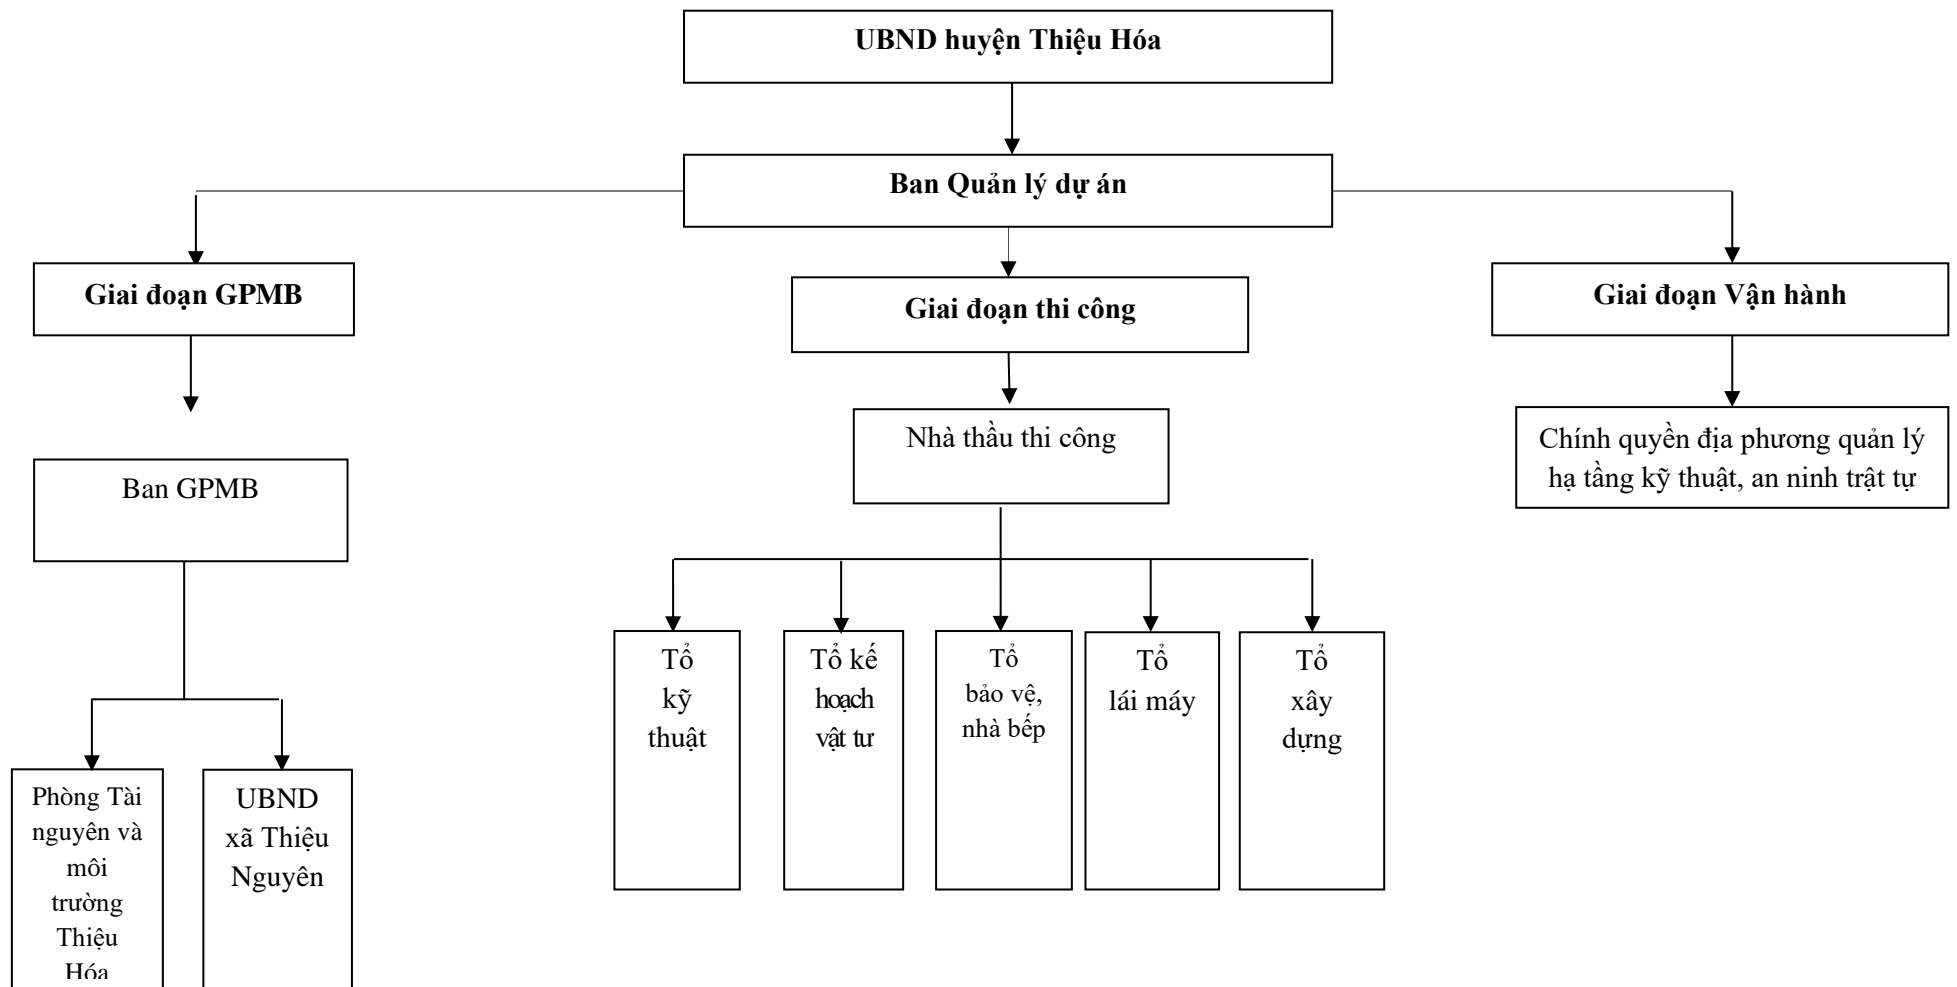 UBND huyện Thiệu Hóa
Ban Quản lý dự án
Giai đoạn GPMB
Giai đoạn thi công
Giai đoạn Vận hành
Ban GPMB
Nhà thầu thi công
Chính quyền địa phương quản lý
hạ tầng kỹ thuật, an ninh trật tự
Phòng Tài
nguyên và
môi
trường
Thiệu
Hóa
UBND
xã Thiệu
Nguyên
Tổ
kỹ
thuật
Tổ kế
hoạch
vật tư
Tổ
bảo vệ,
nhà bếp
Tổ
lái máy
Tổ
xây
dựng